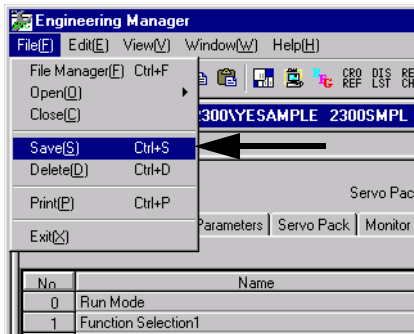 Engineering Manager
File(F) Edit(E) View(V) Window(W) Help(H)
File Manager(F) Ctrl+F
Open(O)
Close(C)
CRO REF DIS LST
2300\YESAMPLE 2300SMPL
Save(S) Ctrl+S
Delete(D) Ctrl+D
Print(P) Ctrl+P
Servo Pac
Parameters Servo Pack Monitor
Exit(X)
No Name
0 Run Mode
1 Function Selection1